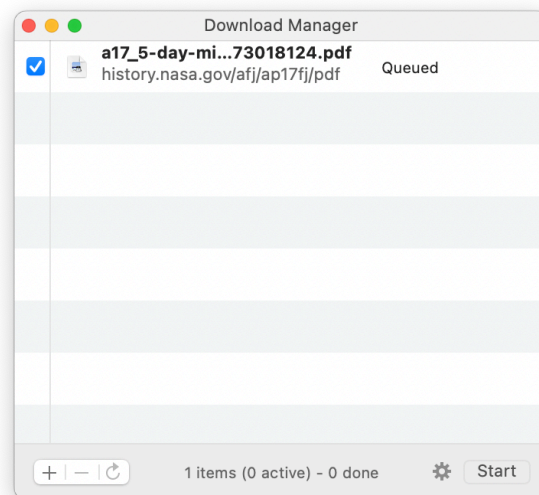 Download Manager
a17_5-day-mi...73018124.pdf
history.nasa.gov/afj/ap17fj/pdf
Queued
1 items (0 active) - 0 done
Start